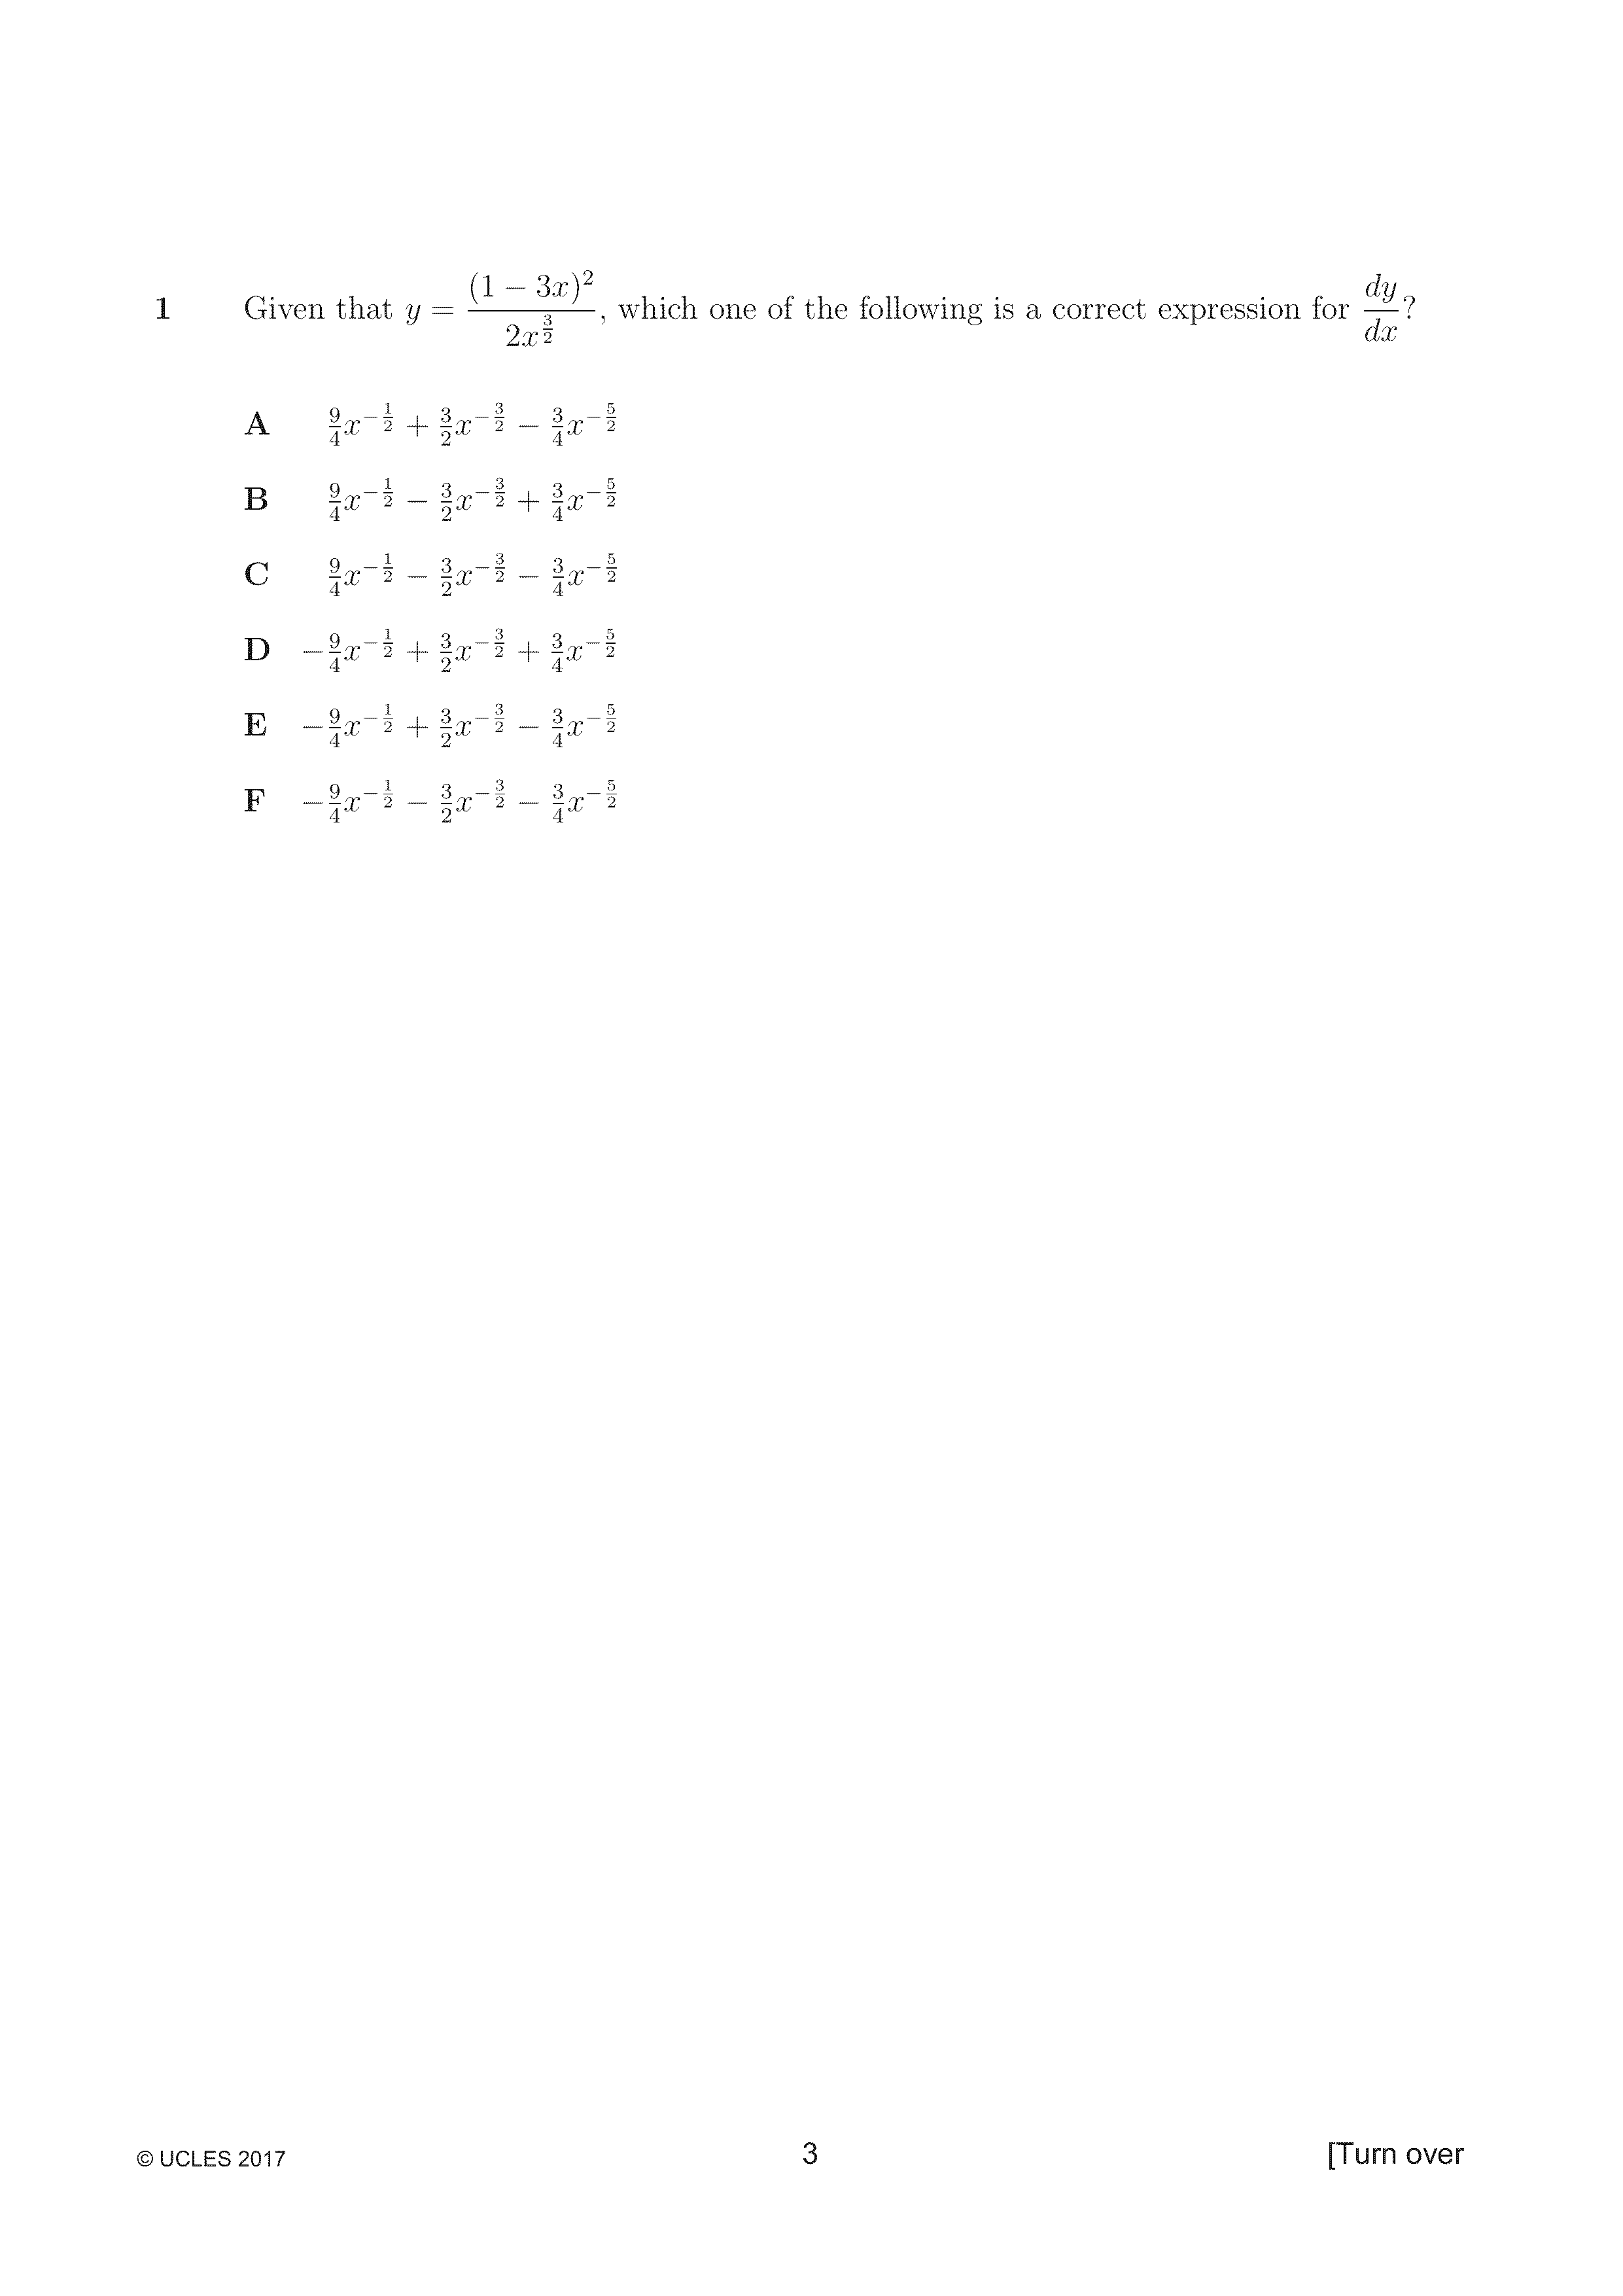 1 Given that $y = \dfrac{(1 - 3x)^2}{2x^{\frac{3}{2}}}$, which one of the following is a correct expression for $\dfrac{dy}{dx}$?
A $\frac{9}{4}x^{-\frac{1}{2}} + \frac{3}{2}x^{-\frac{3}{2}} - \frac{3}{4}x^{-\frac{5}{2}}$
B $\frac{9}{4}x^{-\frac{1}{2}} - \frac{3}{2}x^{-\frac{3}{2}} + \frac{3}{4}x^{-\frac{5}{2}}$
C $\frac{9}{4}x^{-\frac{1}{2}} - \frac{3}{2}x^{-\frac{3}{2}} - \frac{3}{4}x^{-\frac{5}{2}}$
D $-\frac{9}{4}x^{-\frac{1}{2}} + \frac{3}{2}x^{-\frac{3}{2}} + \frac{3}{4}x^{-\frac{5}{2}}$
E $-\frac{9}{4}x^{-\frac{1}{2}} + \frac{3}{2}x^{-\frac{3}{2}} - \frac{3}{4}x^{-\frac{5}{2}}$
F $-\frac{9}{4}x^{-\frac{1}{2}} - \frac{3}{2}x^{-\frac{3}{2}} - \frac{3}{4}x^{-\frac{5}{2}}$
© UCLES 2017 3 [Turn over